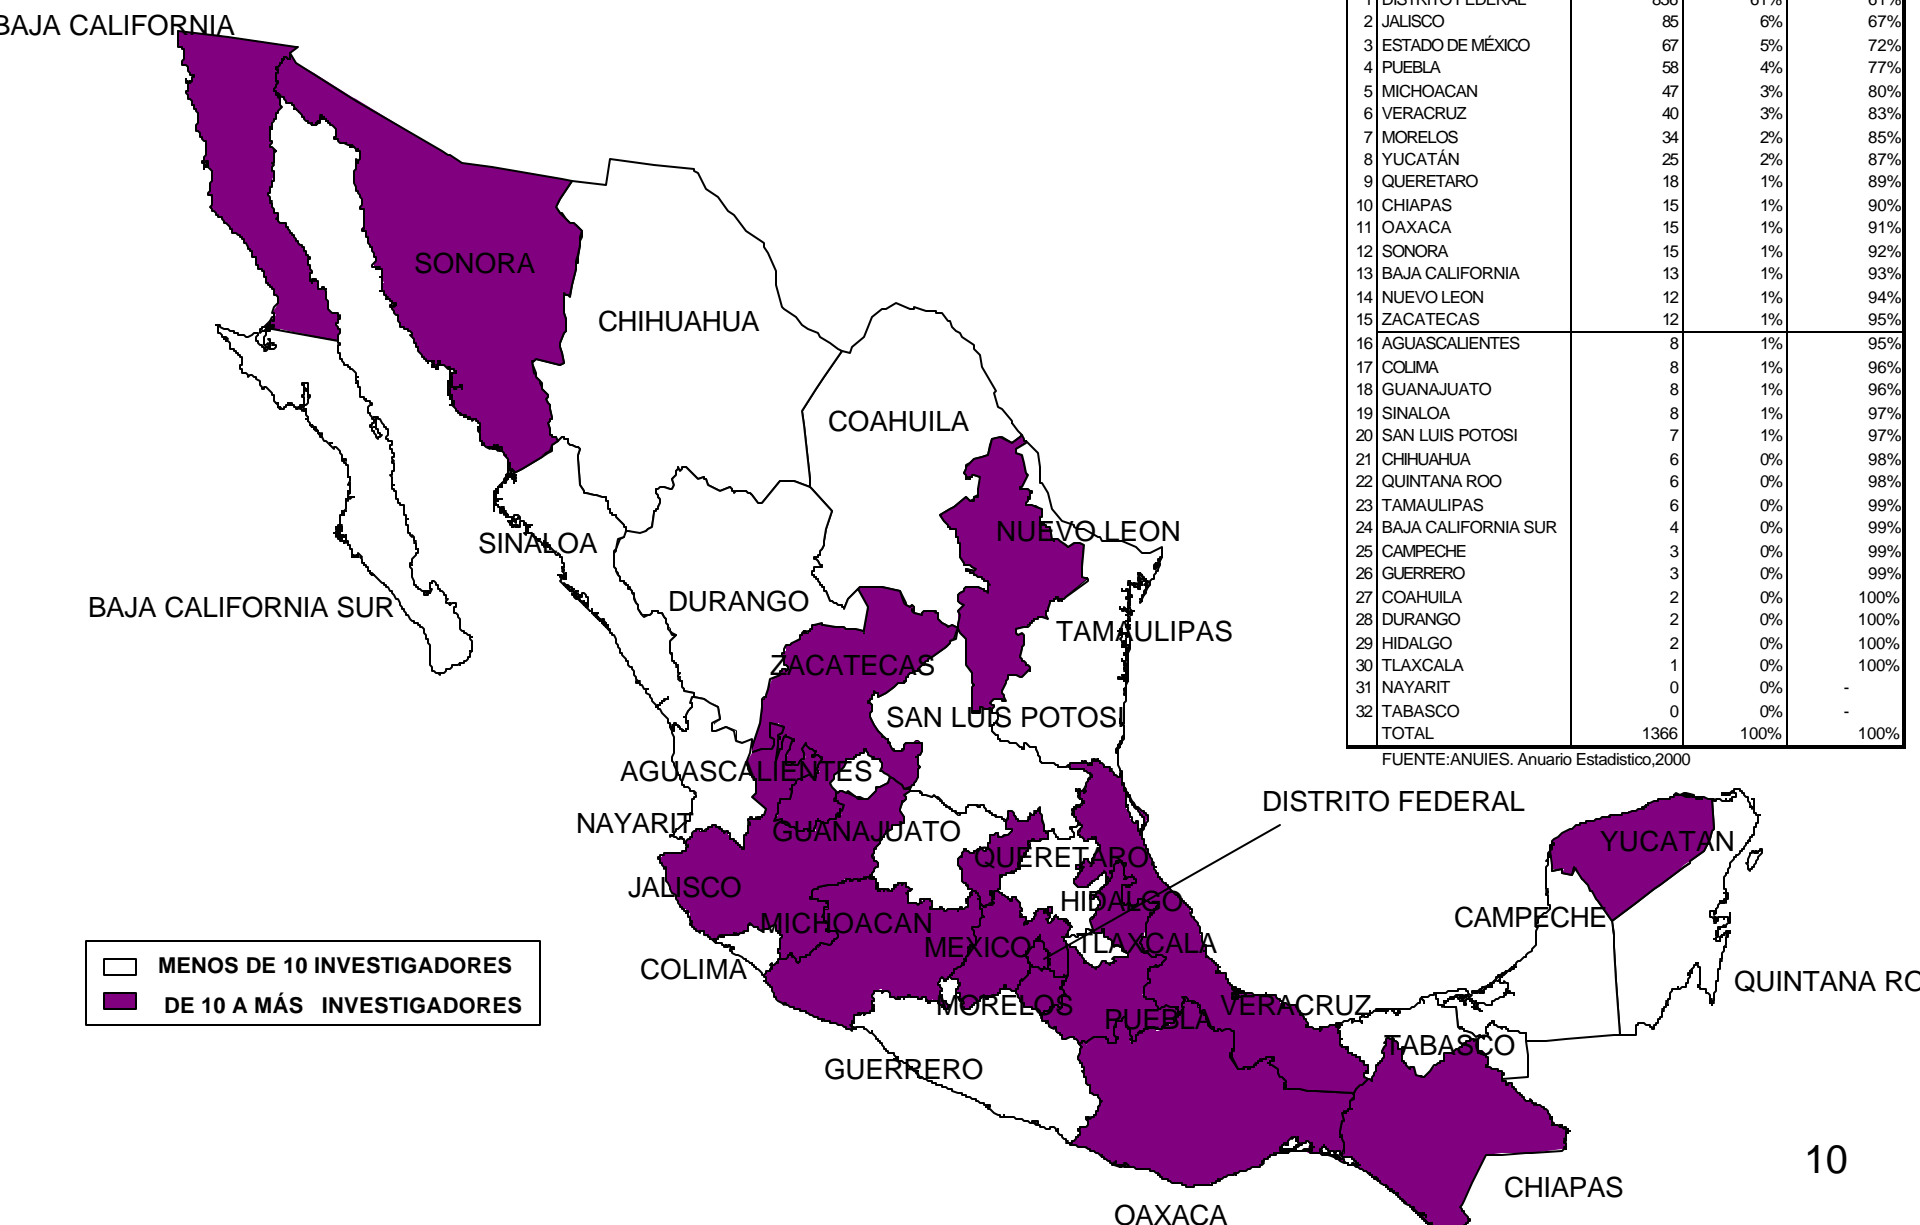 BAJA CALIFORNIA
1 DISTRITO FEDERAL 836 61% 61%
2 JALISCO 85 6% 67%
3 ESTADO DE MÉXICO 67 5% 72%
4 PUEBLA 58 4% 77%
5 MICHOACAN 47 3% 80%
6 VERACRUZ 40 3% 83%
7 MORELOS 34 2% 85%
8 YUCATÁN 25 2% 87%
9 QUERETARO 18 1% 89%
10 CHIAPAS 15 1% 90%
11 OAXACA 15 1% 91%
12 SONORA 15 1% 92%
13 BAJA CALIFORNIA 13 1% 93%
14 NUEVO LEON 12 1% 94%
15 ZACATECAS 12 1% 95%
16 AGUASCALIENTES 8 1% 95%
17 COLIMA 8 1% 96%
18 GUANAJUATO 8 1% 96%
19 SINALOA 8 1% 97%
20 SAN LUIS POTOSI 7 1% 97%
21 CHIHUAHUA 6 0% 98%
22 QUINTANA ROO 6 0% 98%
23 TAMAULIPAS 6 0% 99%
24 BAJA CALIFORNIA SUR 4 0% 99%
25 CAMPECHE 3 0% 99%
26 GUERRERO 3 0% 99%
27 COAHUILA 2 0% 100%
28 DURANGO 2 0% 100%
29 HIDALGO 2 0% 100%
30 TLAXCALA 1 0% 100%
31 NAYARIT 0 0% -
32 TABASCO 0 0% -
TOTAL 1366 100% 100%
FUENTE:ANUIES. Anuario Estadistico,2000
SONORA
CHIHUAHUA
COAHUILA
NUEVO LEON
SINALOA
DURANGO
BAJA CALIFORNIA SUR
TAMAULIPAS
ZACATECAS
SAN LUIS POTOSI
AGUASCALIENTES
DISTRITO FEDERAL
NAYARIT
GUANAJUATO
YUCATAN
QUERETARO
JALISCO
HIDALGO
CAMPECHE
MICHOACAN
MEXICO
TLAXCALA
COLIMA
QUINTANA RO
MORELOS
PUEBLA
VERACRUZ
TABASCO
GUERRERO
MENOS DE 10 INVESTIGADORES
DE 10 A MÁS INVESTIGADORES
CHIAPAS
OAXACA
10